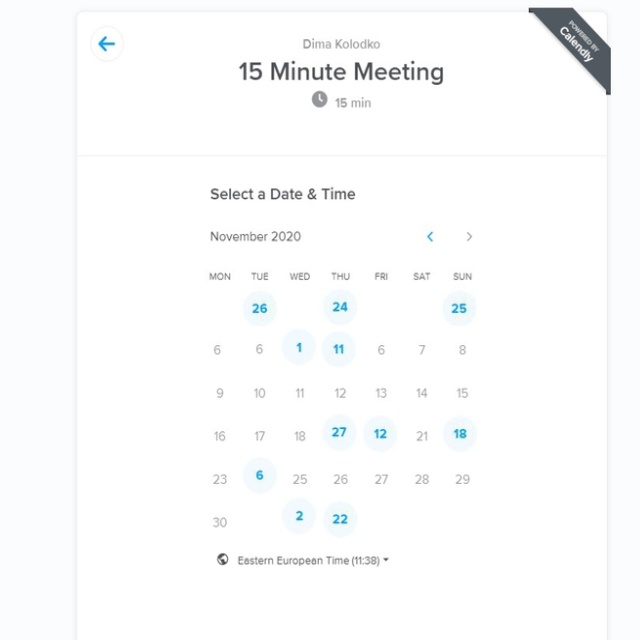 Dima Kolodko
15 Minute Meeting
15 min
POWERED BY
Calendly
Select a Date & Time
November 2020
MON TUE WED THU FRI SAT SUN
26 24 25
6 6 1 11 6 7 8
9 10 11 12 13 14 15
16 17 18 27 12 21 18
23 6 25 26 27 28 29
30 2 22
Eastern European Time (11:38)